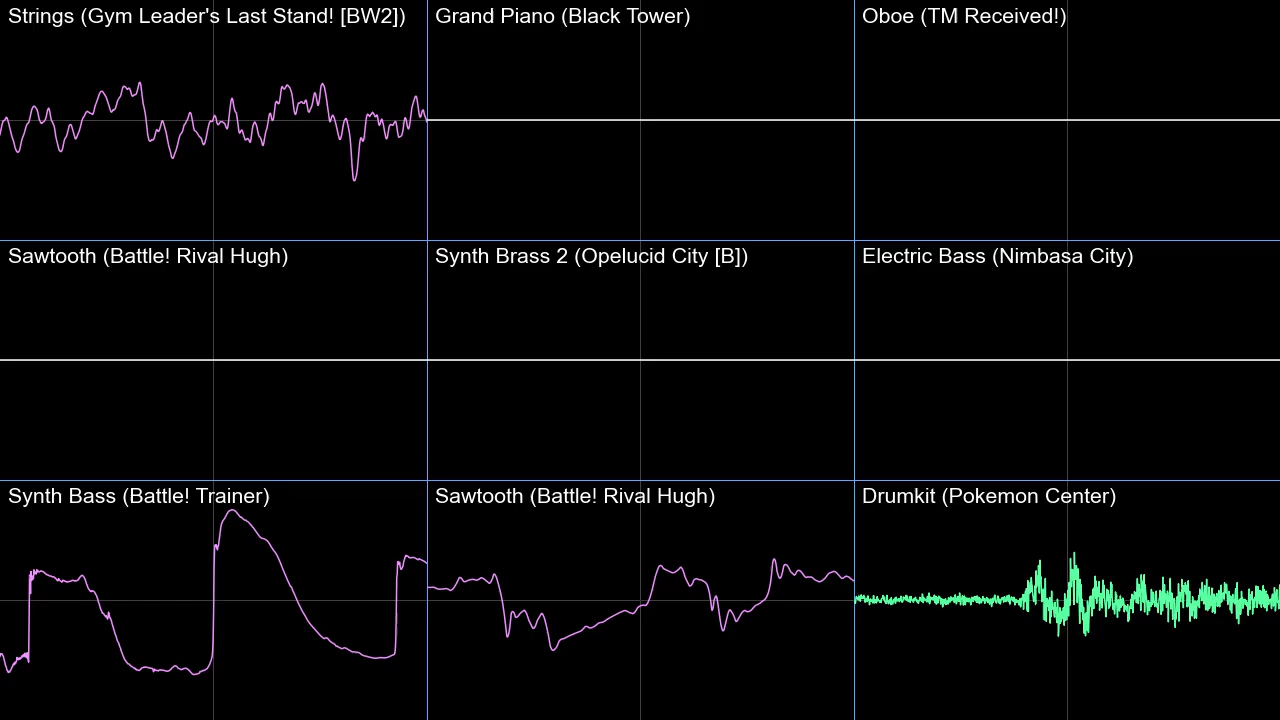 Strings (Gym Leader's Last Stand! [BW2])
Grand Piano (Black Tower)
Oboe (TM Received!)
Sawtooth (Battle! Rival Hugh)
Synth Brass 2 (Opelucid City [B])
Electric Bass (Nimbasa City)
Synth Bass (Battle! Trainer)
Sawtooth (Battle! Rival Hugh)
Drumkit (Pokemon Center)